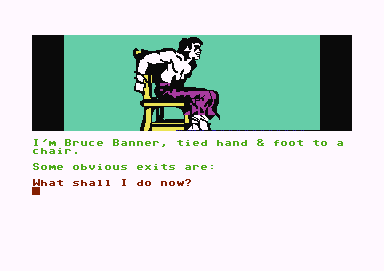 I'm Bruce Banner, tied hand & foot to a
chair.
Some obvious exits are:
What shall I do now?